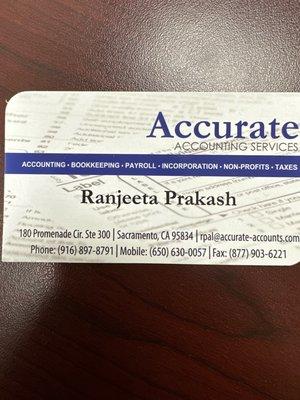 Accurate
ACCOUNTING SERVICES
ACCOUNTING • BOOKKEEPING • PAYROLL • INCORPORATION • NON-PROFITS • TAXES
Label
Ranjeeta Prakash
180 Promenade Cir. Ste 300 | Sacramento, CA 95834 | rpal@accurate-accounts.com
Phone: (916) 897-8791 | Mobile: (650) 630-0057 | Fax: (877) 903-6221